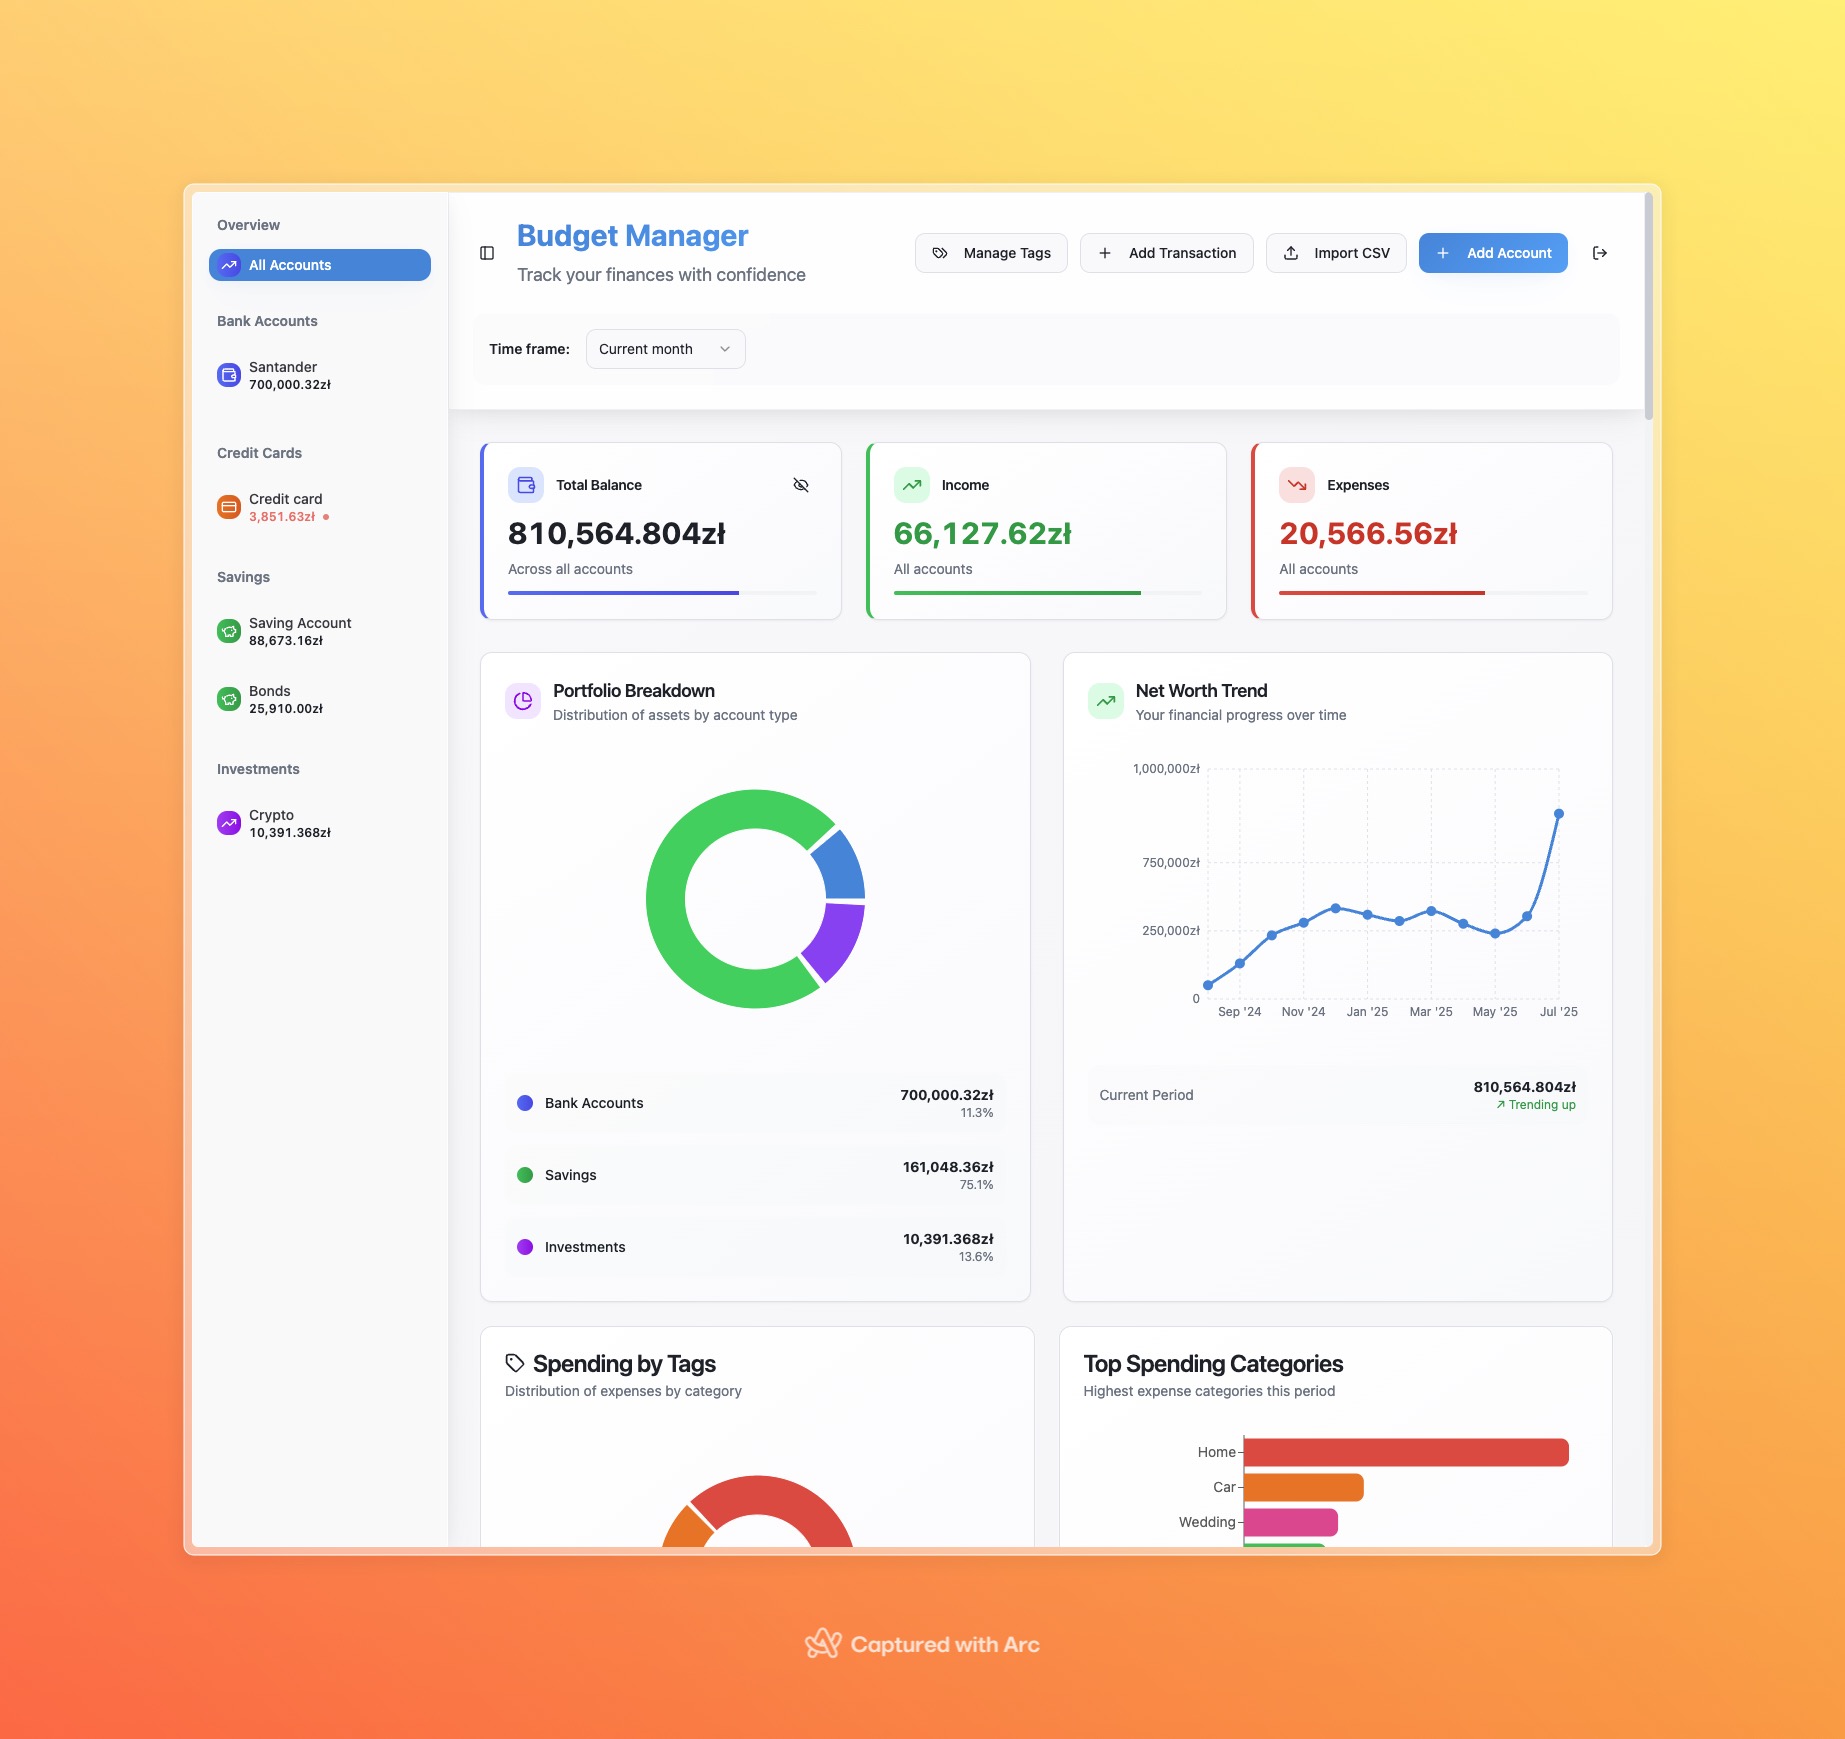 Overview
All Accounts
Bank Accounts
Santander
700,000.32zł
Credit Cards
Credit card
3,851.63zł
Savings
Saving Account
88,673.16zł
Bonds
25,910.00zł
Investments
Crypto
10,391.368zł
Budget Manager
Track your finances with confidence
Manage Tags
Add Transaction
Import CSV
Add Account
Time frame:
Current month
Total Balance
810,564.804zł
Across all accounts
Income
66,127.62zł
All accounts
Expenses
20,566.56zł
All accounts
Portfolio Breakdown
Distribution of assets by account type
Bank Accounts
700,000.32zł
11.3%
Savings
161,048.36zł
75.1%
Investments
10,391.368zł
13.6%
Net Worth Trend
Your financial progress over time
1,000,000zł
750,000zł
250,000zł
0
Sep '24 Nov '24 Jan '25 Mar '25 May '25 Jul '25
Current Period
810,564.804zł
Trending up
Spending by Tags
Distribution of expenses by category
Top Spending Categories
Highest expense categories this period
Home
Car
Wedding
Captured with Arc